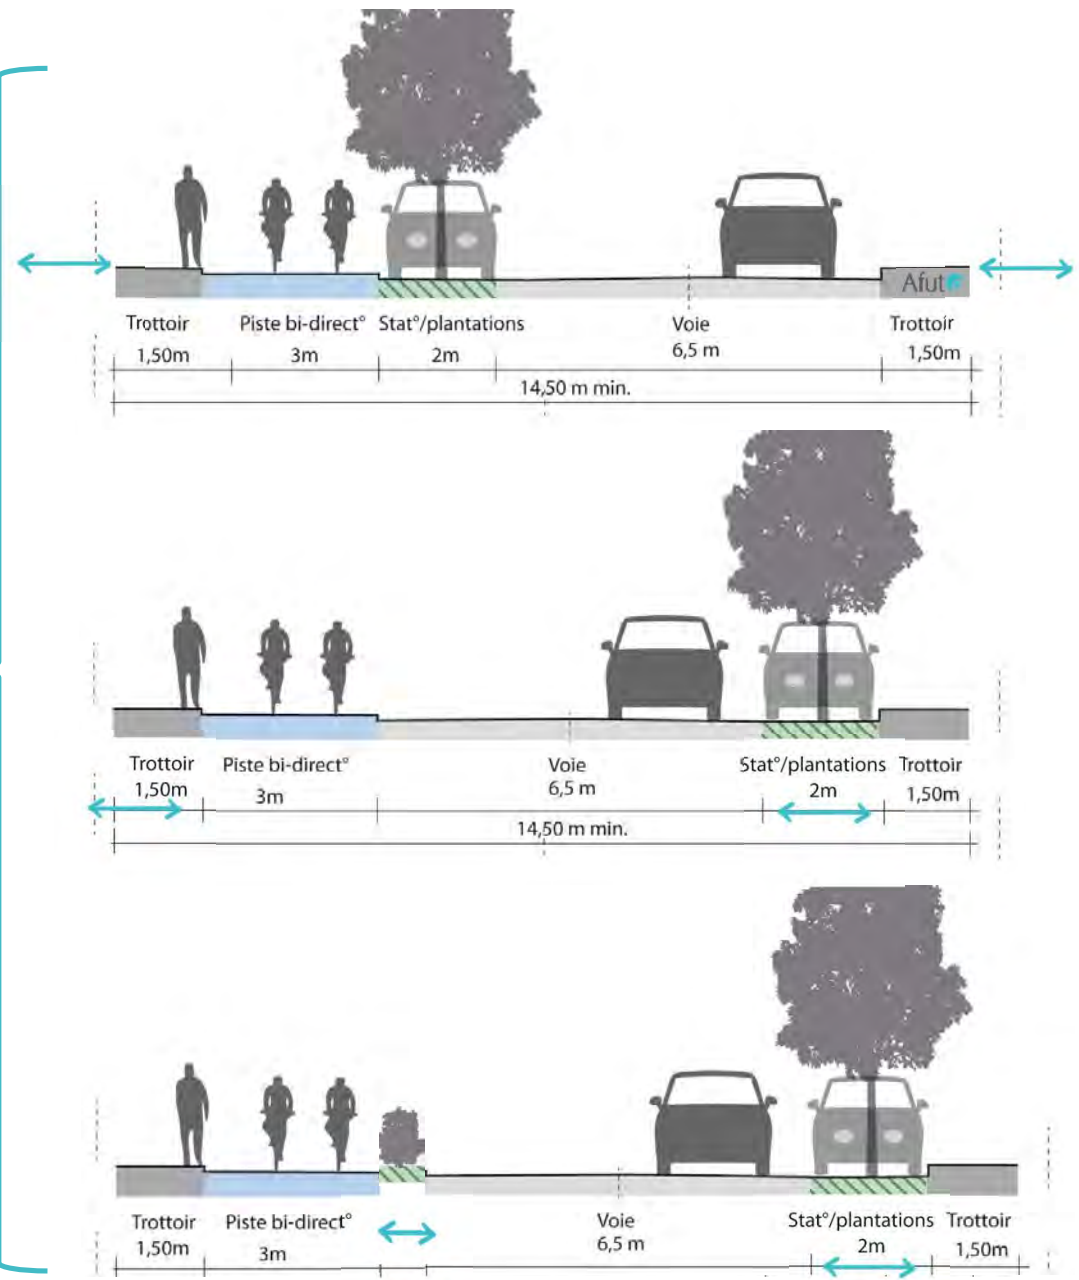 Afut
Trottoir Piste bi-direct° Stat°/plantations Voie Trottoir
1,50m 3m 2m 6,5 m 1,50m
14,50 m min.
Trottoir Piste bi-direct° Voie Stat°/plantations Trottoir
1,50m 3m 6,5 m 2m 1,50m
14,50 m min.
Trottoir Piste bi-direct° Voie Stat°/plantations Trottoir
1,50m 3m 6,5 m 2m 1,50m